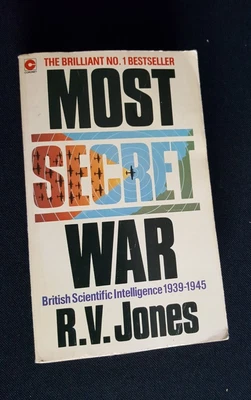 THE BRILLIANT NO. 1 BESTSELLER
MOST
SECRET
WAR
British Scientific Intelligence 1939-1945
R.V. Jones